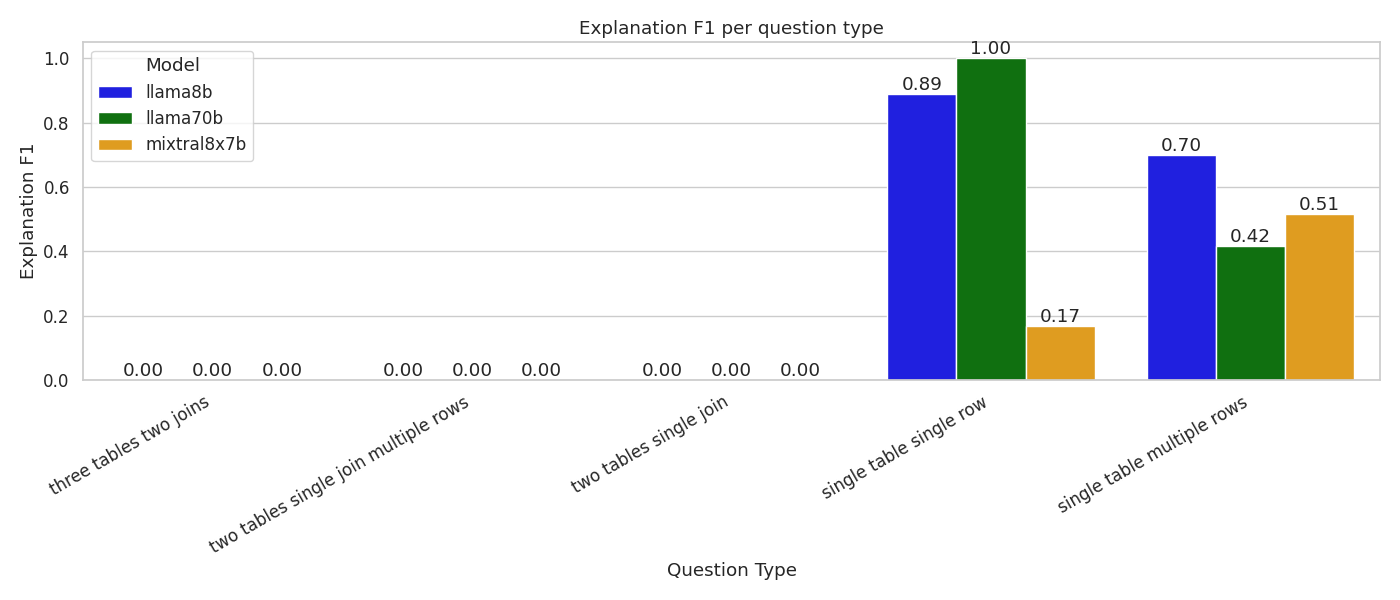 Explanation F1 per question type
Model
llama8b
llama70b
mixtral8x7b
Explanation F1
1.0
0.8
0.6
0.4
0.2
0.0
0.00 0.00 0.00 0.00 0.00 0.00 0.00 0.00 0.00 0.89 1.00 0.17 0.70 0.42 0.51
three tables two joins
two tables single join multiple rows
two tables single join
single table single row
single table multiple rows
Question Type